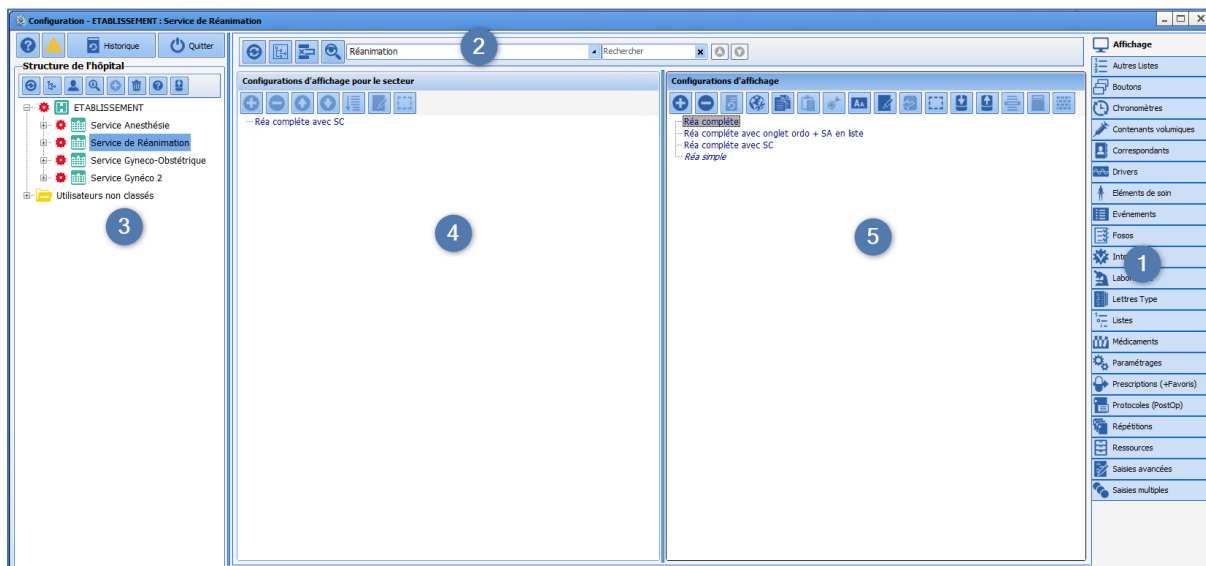 Configuration - ETABLISSEMENT : Service de Réanimation
Historique
Quitter
Structure de l'hôpital
ETABLISSEMENT
Service Anesthésie
Service de Réanimation
Service Gyneco-Obstétrique
Service Gynéco 2
Utilisateurs non classés
3
Réanimation
2
Rechercher
Configurations d'affichage pour le secteur
Réa complète avec SC
4
Configurations d'affichage
Réa complète
Réa complète avec onglet ordo + SA en liste
Réa complète avec SC
Réa simple
5
Affichage
Autres Listes
Boutons
Chronomètres
Contenants volumiques
Correspondants
Drivers
Eléments de soin
Evénements
Fosos
1
Lettres Type
Listes
Médicaments
Paramétrages
Prescriptions (+Favoris)
Protocoles (PostOp)
Répétitions
Ressources
Saisies avancées
Saisies multiples